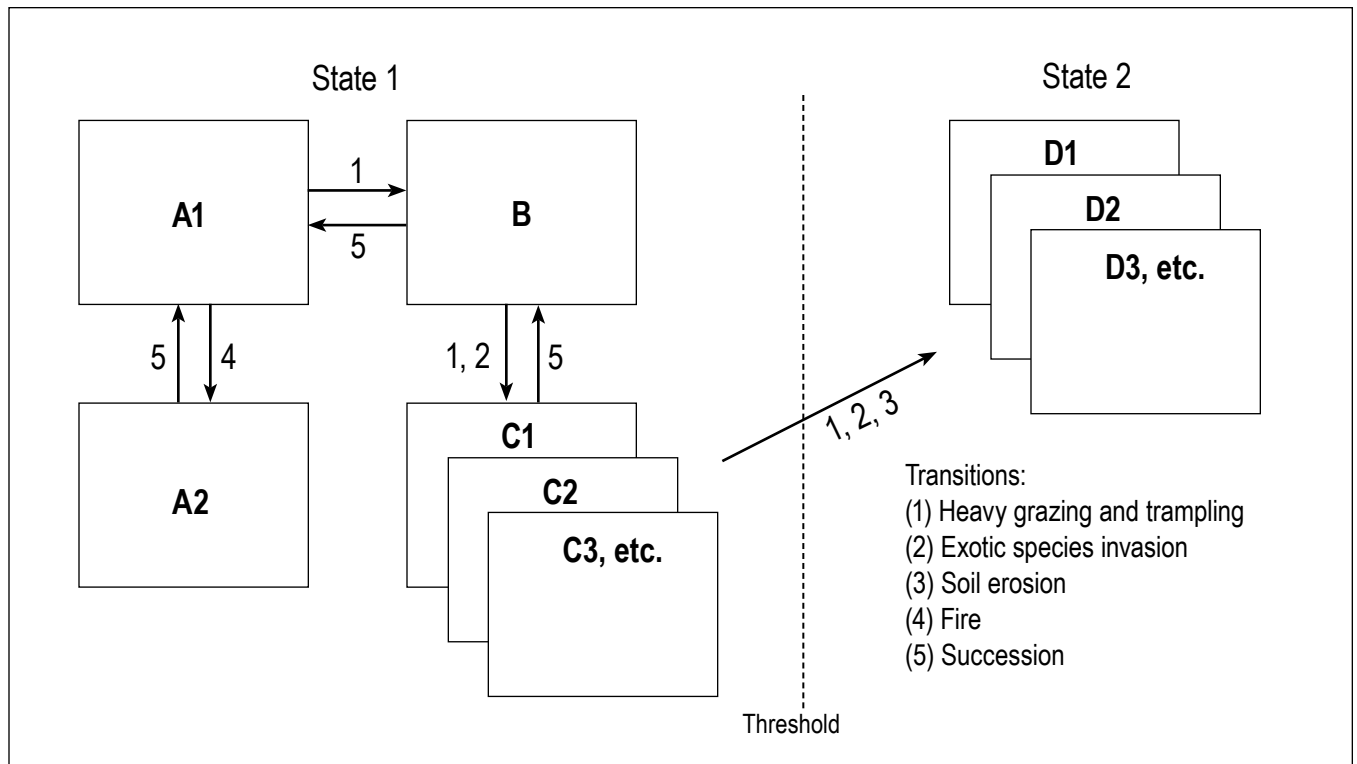 State 1
State 2
A1
1
5
B
D1
D2
D3, etc.
5
4
1, 2
5
A2
C1
C2
C3, etc.
1, 2, 3
Transitions:
(1) Heavy grazing and trampling
(2) Exotic species invasion
(3) Soil erosion
(4) Fire
(5) Succession
Threshold